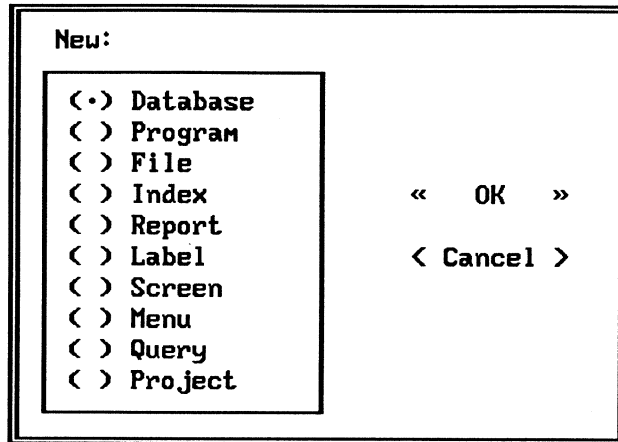 New:
(·) Database
( ) Program
( ) File
( ) Index
( ) Report
( ) Label
( ) Screen
( ) Menu
( ) Query
( ) Project
« OK »
< Cancel >